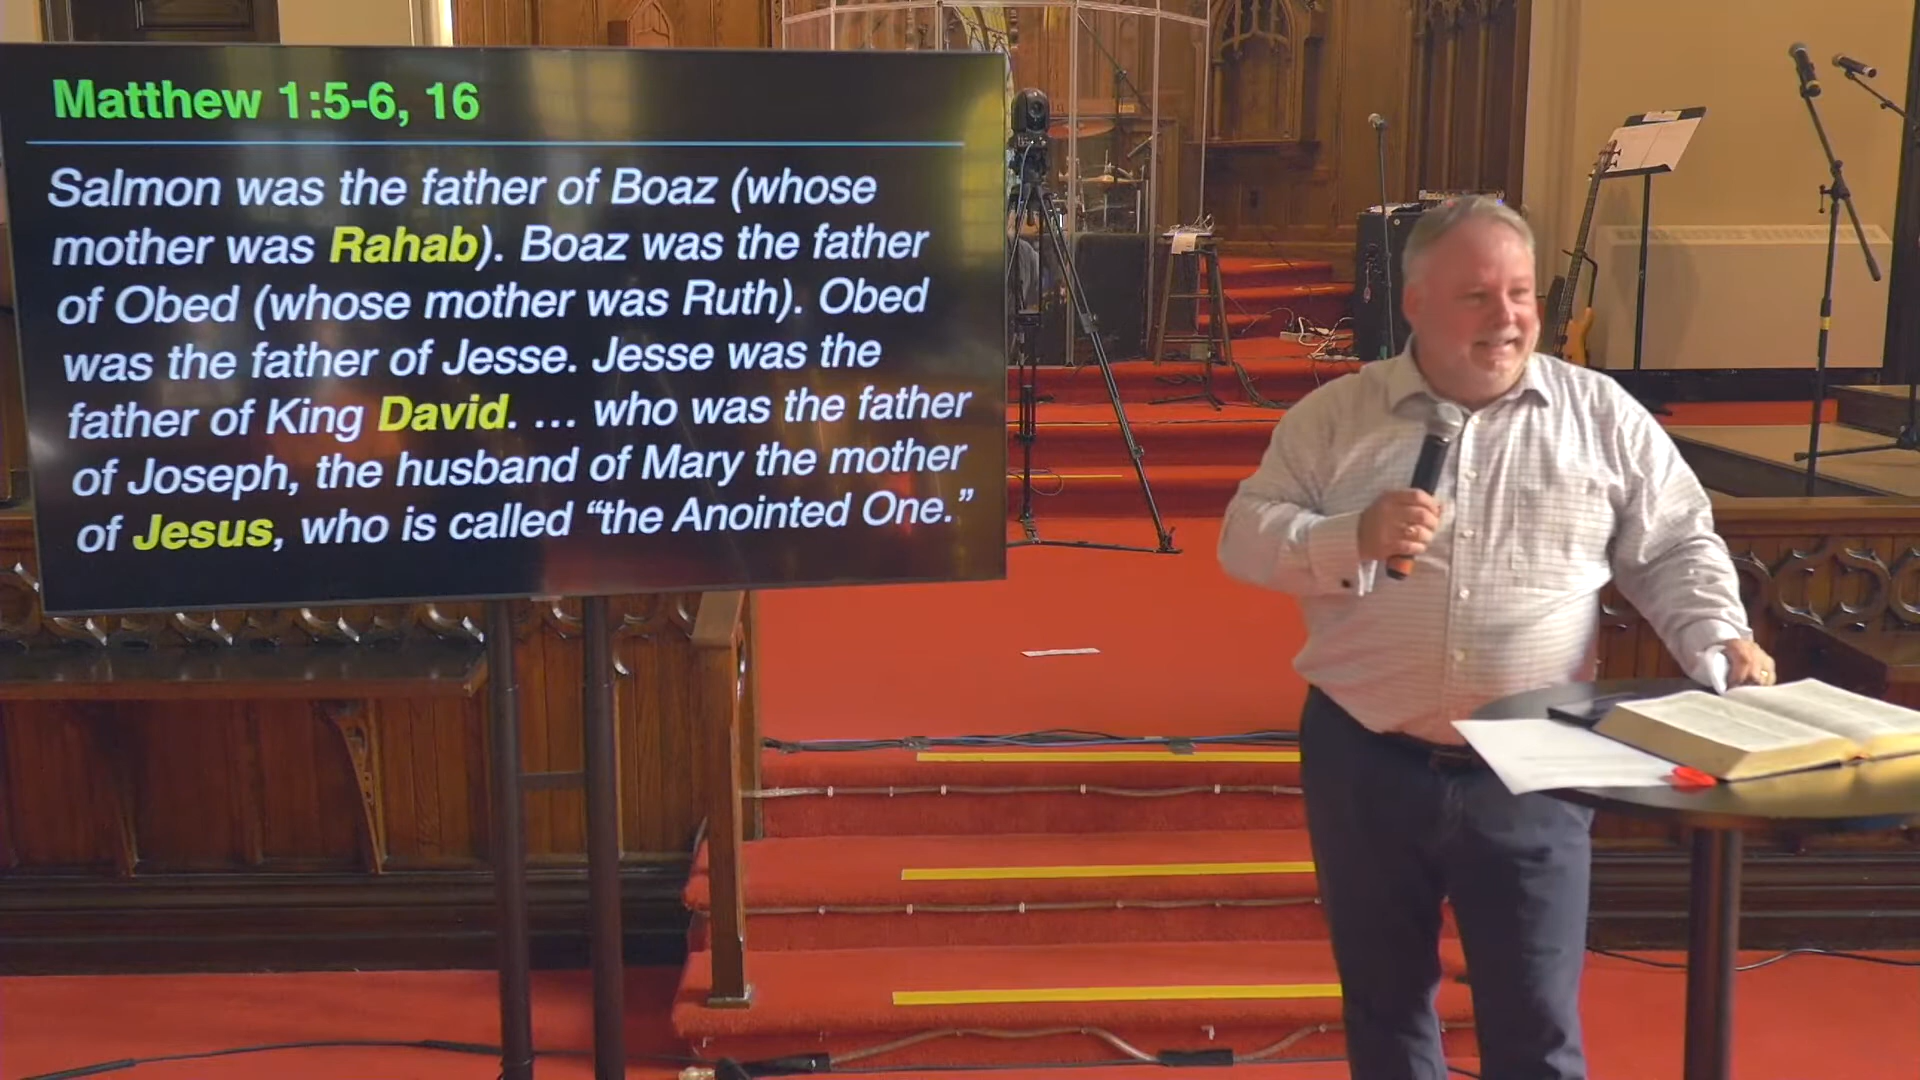 Matthew 1:5-6, 16
Salmon was the father of Boaz (whose
mother was Rahab). Boaz was the father
of Obed (whose mother was Ruth). Obed
was the father of Jesse. Jesse was the
father of King David. … who was the father
of Joseph, the husband of Mary the mother
of Jesus, who is called “the Anointed One.”